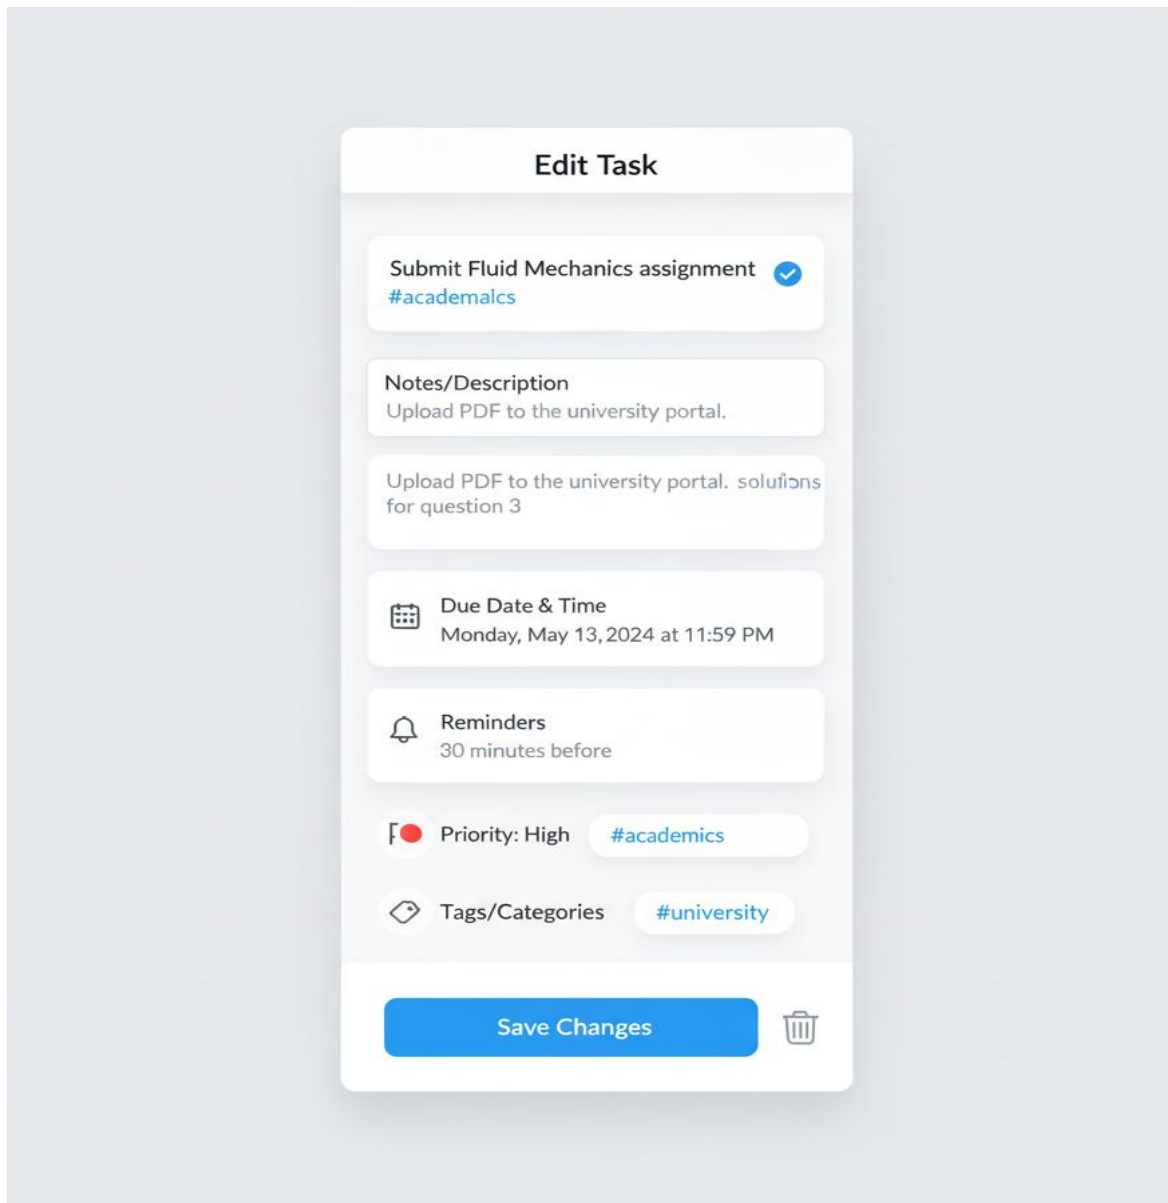 Edit Task
Submit Fluid Mechanics assignment
#academaics
Notes/Description
Upload PDF to the university portal.
Upload PDF to the university portal. solutions
for question 3
Due Date & Time
Monday, May 13, 2024 at 11:59 PM
Reminders
30 minutes before
Priority: High #academics
Tags/Categories #university
Save Changes